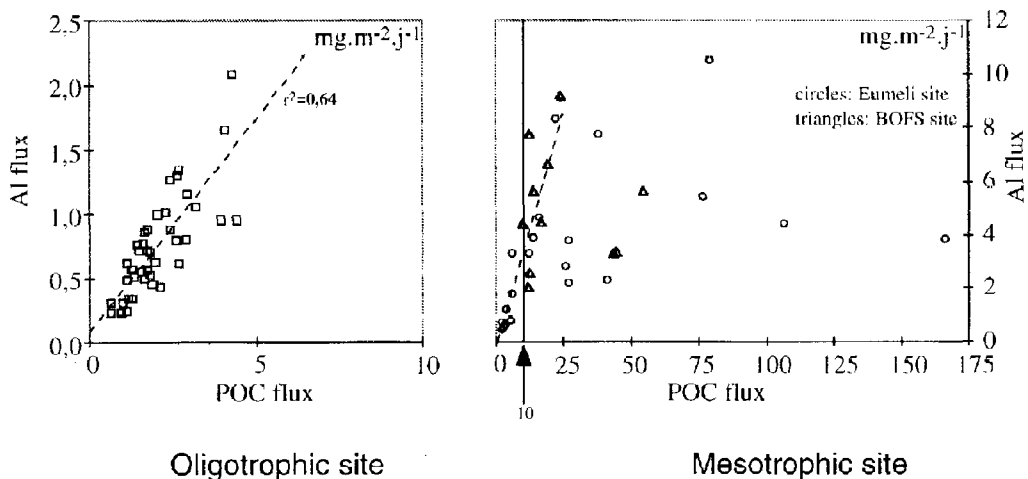 2.5
2,0
1,5
1,0
0,5
0,0
Al flux
mg.m-2.j-1
r2=0,64
0
5
10
POC flux
Oligotrophic site
mg.m-2.j-1
circles: Eumeli site
triangles: BOFS site
12
10
8
6
4
2
0
Al flux
0
25
50
75
100
125
150
175
POC flux
10
Mesotrophic site